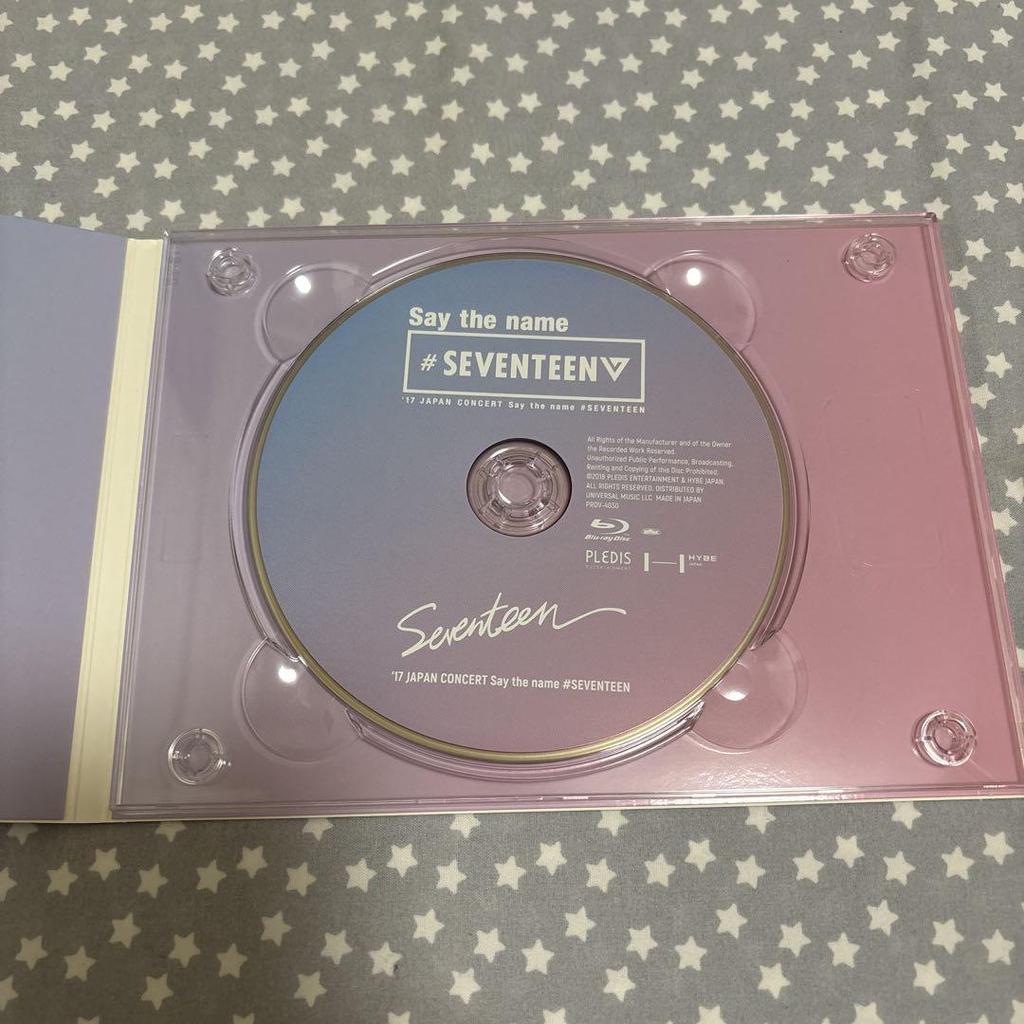 Say the name
# SEVENTEEN
'17 JAPAN CONCERT Say the name #SEVENTEEN
All Rights of the Manufacturer and of the Owner
the Recorded Work Reserved.
Unauthorized Public Performance, Broadcasting,
Renting and Copying of this Disc Prohibited.
©2018 PLEDIS ENTERTAINMENT & HYBE JAPAN.
ALL RIGHTS RESERVED. DISTRIBUTED BY
UNIVERSAL MUSIC LLC MADE IN JAPAN
PROV-4030
Blu-ray Disc
PLEDIS
ENTERTAINMENT
HYBE
JAPAN
Seventeen
'17 JAPAN CONCERT Say the name #SEVENTEEN